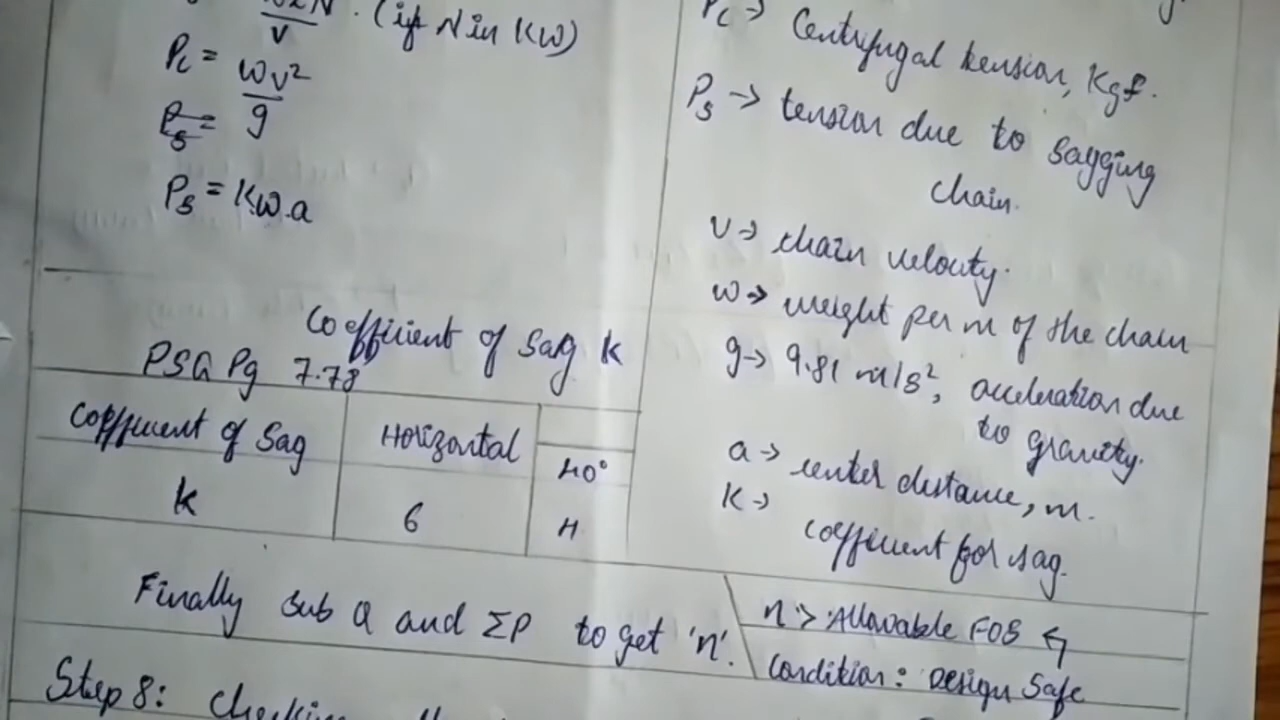 N. (if N in KW)
v
Pc = wv²
g
Ps =
Ps = K.w.a
Pc → Centrifugal tension, Kgf.
Ps → tension due to sagging
chain.
v → chain velocity.
w → weight per m of the chain
g → 9.81 m/s², acceleration due
to gravity.
a → center distance, m.
K → coefficient for sag.
Coefficient of Sag K
PSG Pg 7.78
Coefficient of Sag Horizontal 40°
K 6 4
Finally sub Q and ΣP to get 'n'.
n > Allowable FOS
Condition: Design Safe
Step 8: Checking